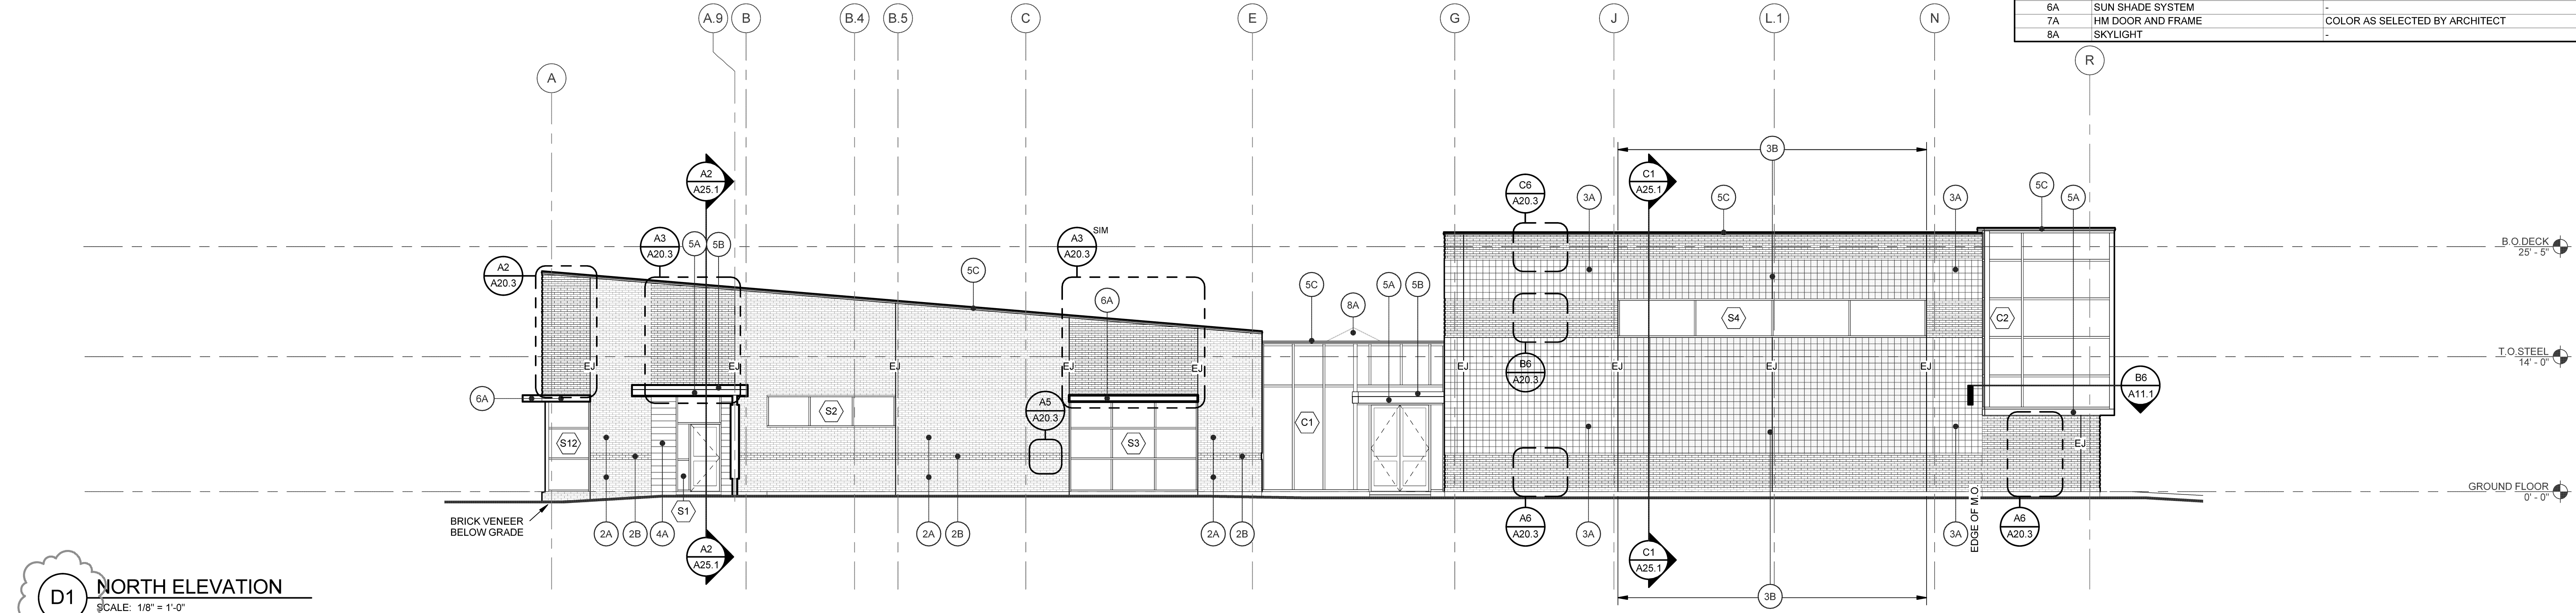 6A SUN SHADE SYSTEM -
7A HM DOOR AND FRAME COLOR AS SELECTED BY ARCHITECT
8A SKYLIGHT -
A.9 B B.4 B.5 C E G J L.1 N
R
A
3B
A2
A25.1
C1
A25.1
C6
A20.3
3A
5C
3A
5C
5A
A3
A20.3
5A
5B
A3
A20.3
SIM
B.O.DECK
25' - 5"
A2
A20.3
5C
6A
5C
8A
5A
5B
S4
C2
T.O.STEEL
14' - 0"
EJ
EJ
EJ
EJ
EJ
EJ
EJ
EJ
EJ
B6
A20.3
B6
A11.1
6A
S2
A5
A20.3
C1
S12
S3
EJ
GROUND FLOOR
0' - 0"
S1
BRICK VENEER
BELOW GRADE
2A
2B
4A
2A
2B
2A
2B
A6
A20.3
3A
3A
EDGE OF M.O.
A6
A20.3
A2
A25.1
C1
A25.1
3B
D1
NORTH ELEVATION
SCALE: 1/8" = 1'-0"